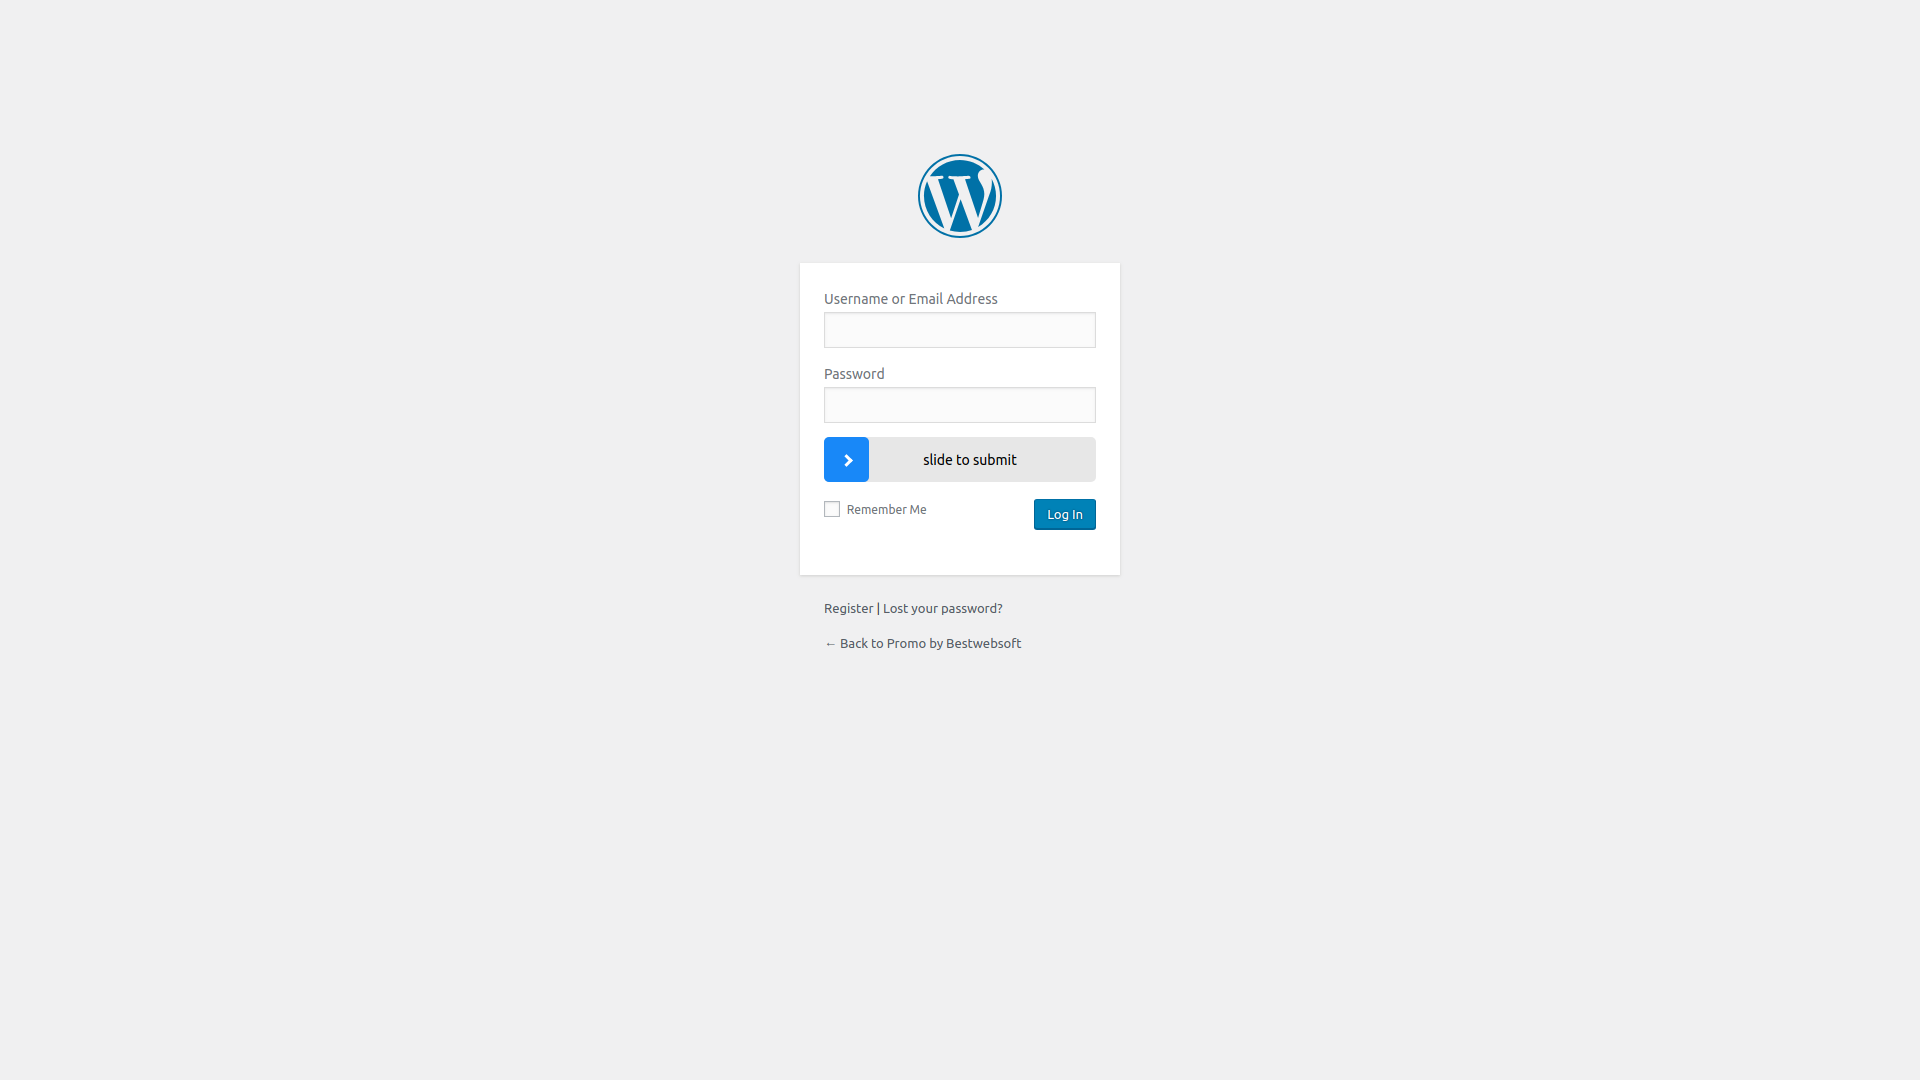 Username or Email Address
Password
slide to submit
Remember Me
Log In
Register | Lost your password?
← Back to Promo by Bestwebsoft